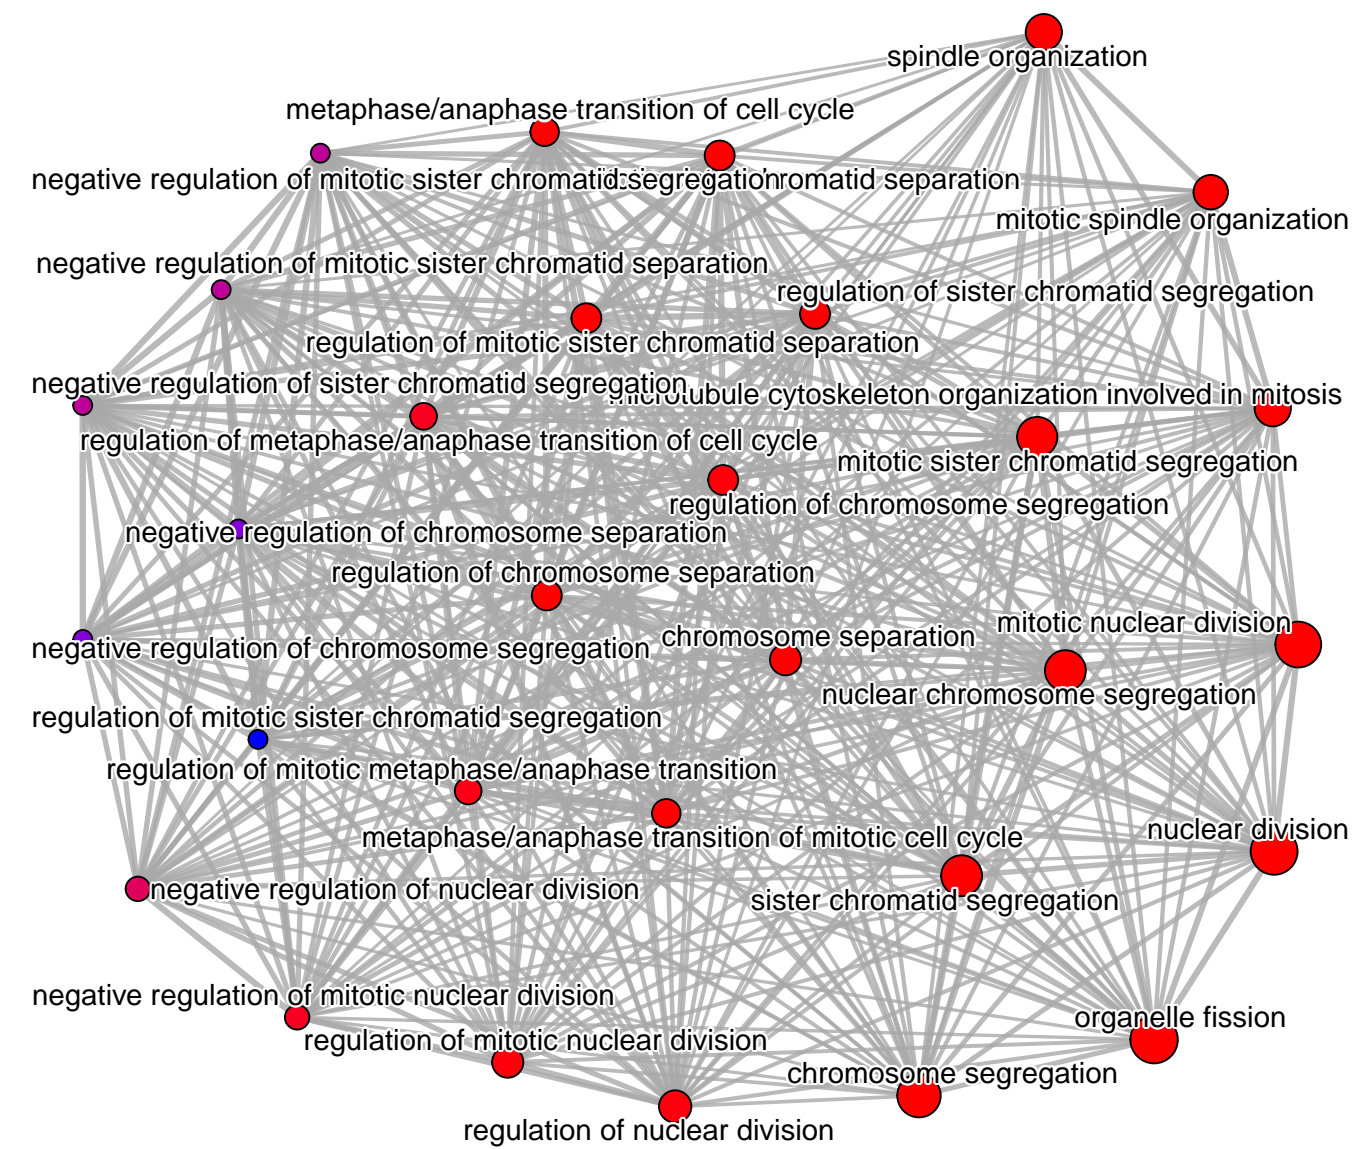 spindle organization
metaphase/anaphase transition of cell cycle
negative regulation of mitotic sister chromatid segregation
chromatid separation
mitotic spindle organization
negative regulation of mitotic sister chromatid separation
regulation of sister chromatid segregation
regulation of mitotic sister chromatid separation
negative regulation of sister chromatid segregation
microtubule cytoskeleton organization involved in mitosis
regulation of metaphase/anaphase transition of cell cycle
mitotic sister chromatid segregation
regulation of chromosome segregation
negative regulation of chromosome separation
regulation of chromosome separation
mitotic nuclear division
chromosome separation
negative regulation of chromosome segregation
nuclear chromosome segregation
regulation of mitotic sister chromatid segregation
regulation of mitotic metaphase/anaphase transition
nuclear division
metaphase/anaphase transition of mitotic cell cycle
negative regulation of nuclear division
sister chromatid segregation
negative regulation of mitotic nuclear division
organelle fission
regulation of mitotic nuclear division
chromosome segregation
regulation of nuclear division